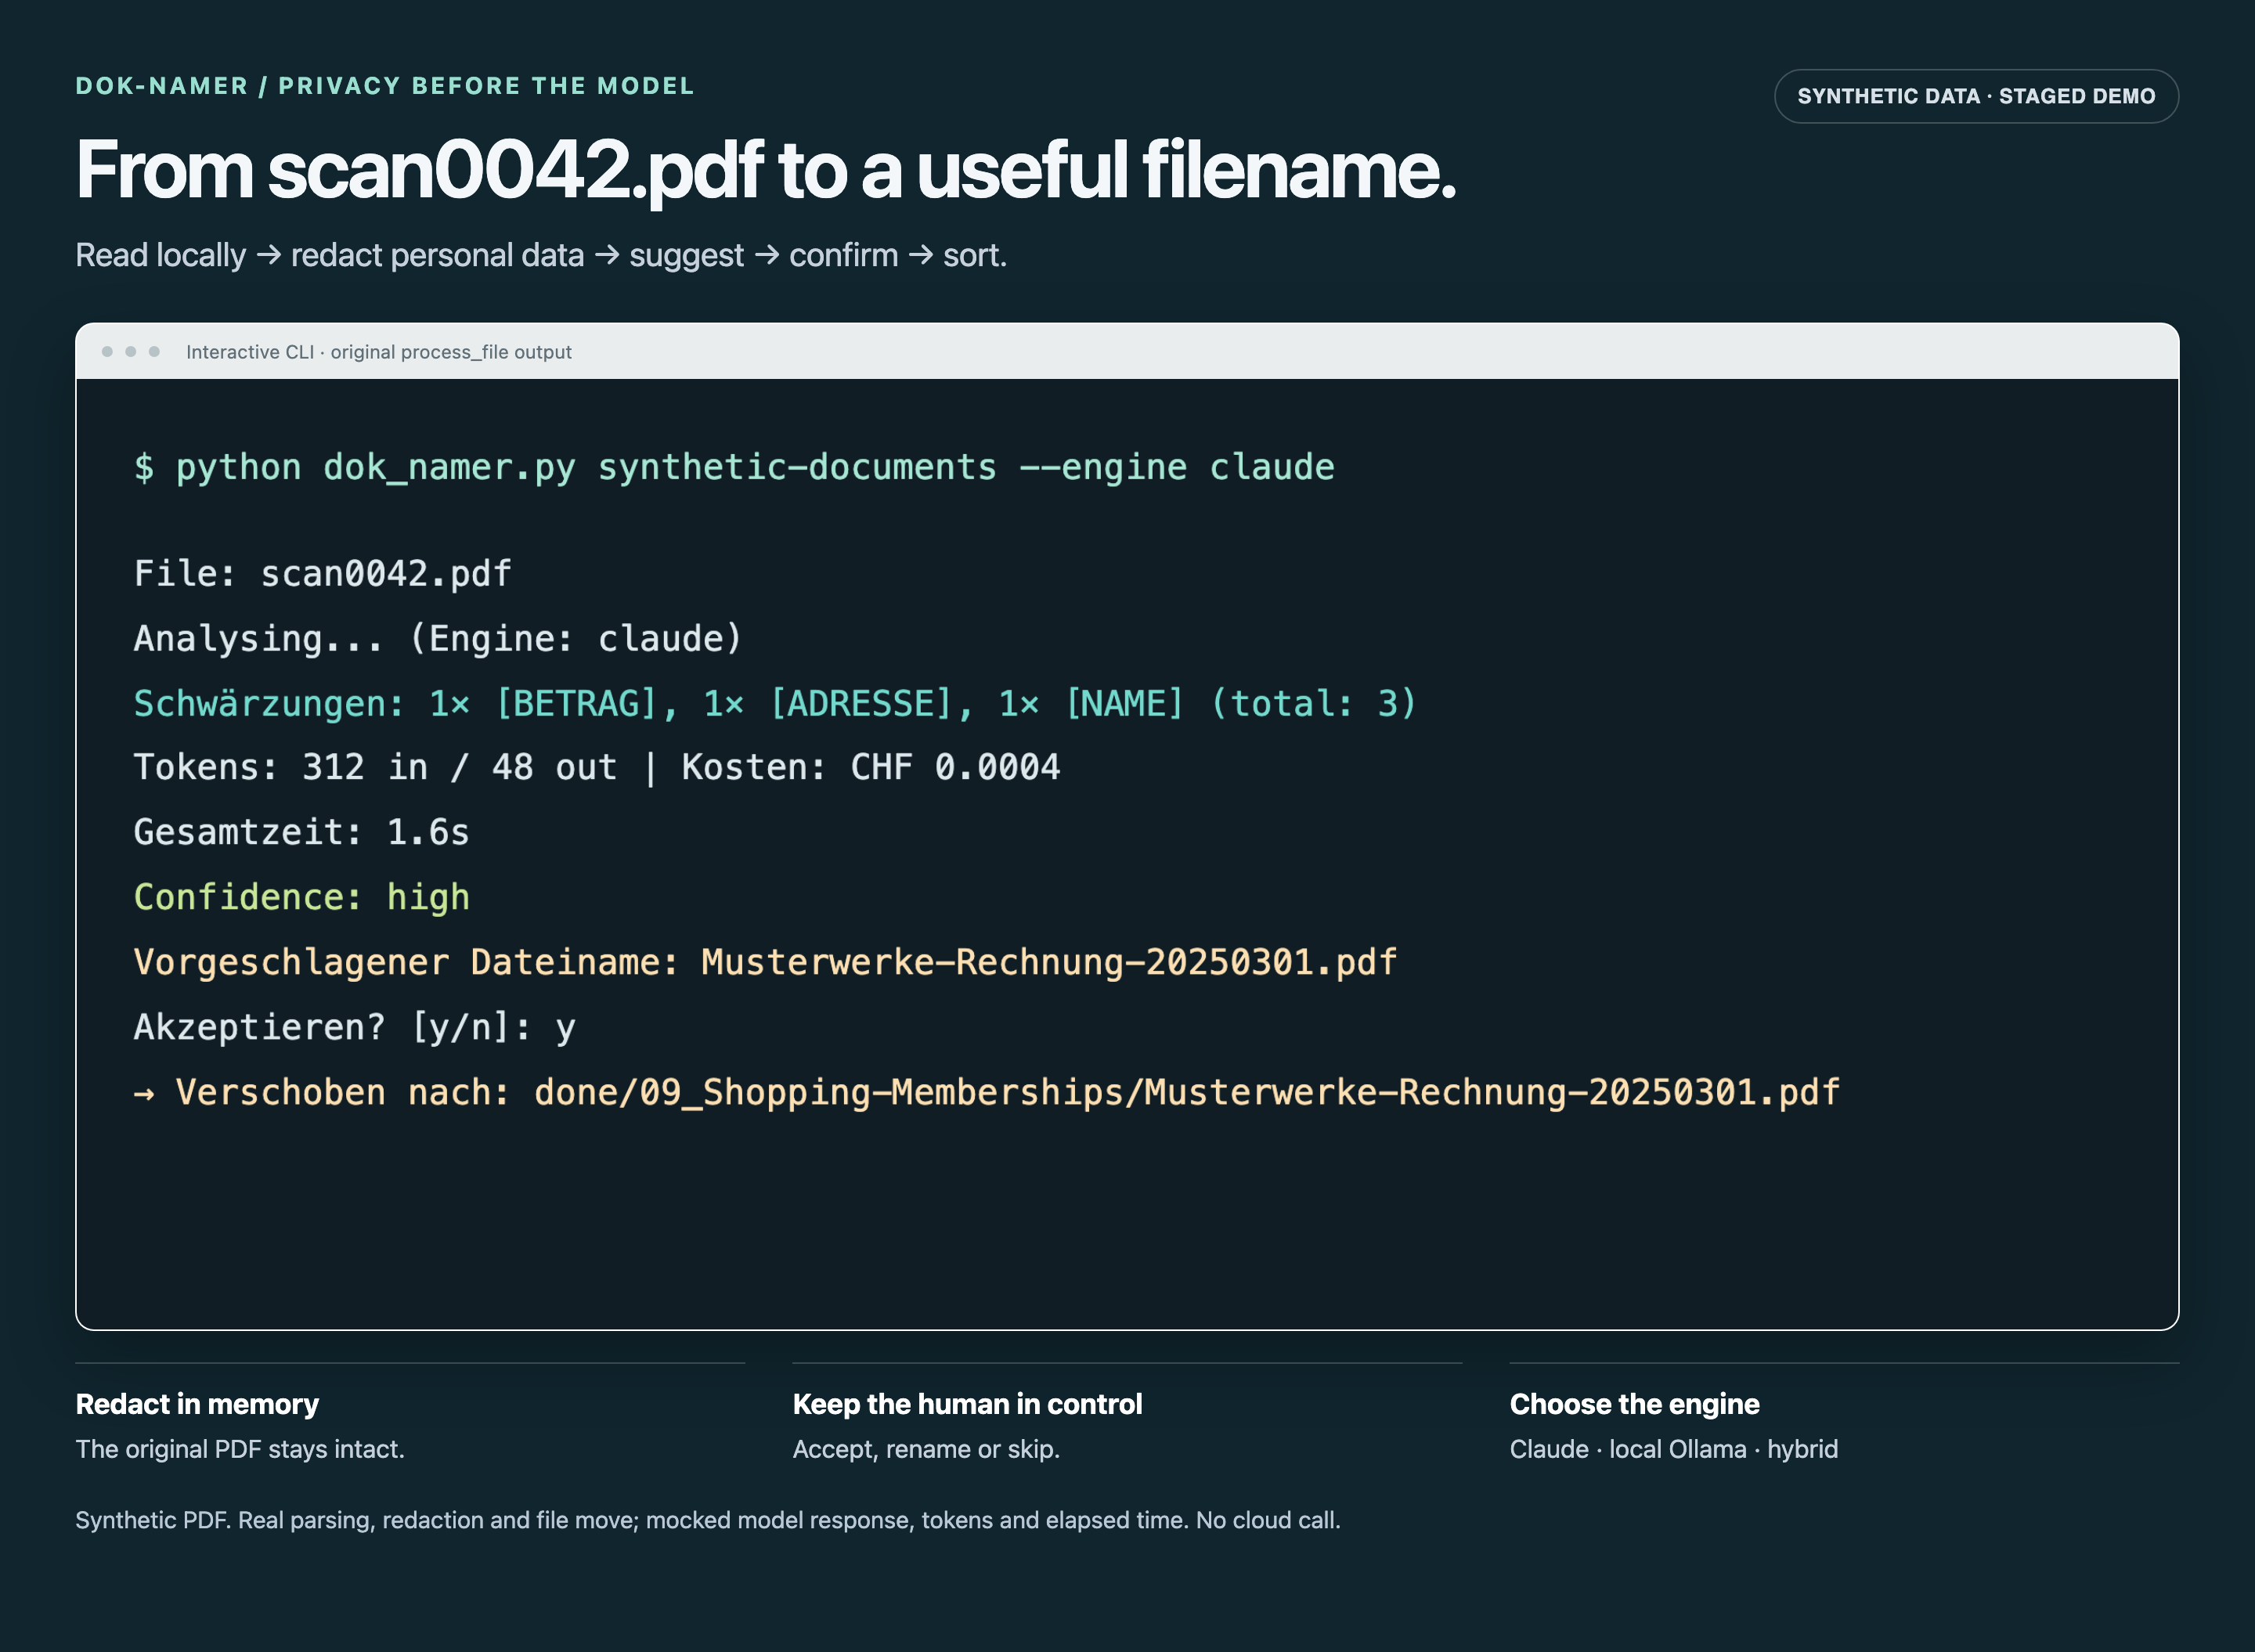 DOK-NAMER / PRIVACY BEFORE THE MODEL
SYNTHETIC DATA · STAGED DEMO
From scan0042.pdf to a useful filename.
Read locally → redact personal data → suggest → confirm → sort.
Interactive CLI · original process_file output
$ python dok_namer.py synthetic-documents --engine claude
File: scan0042.pdf
Analysing... (Engine: claude)
Schwärzungen: 1× [BETRAG], 1× [ADRESSE], 1× [NAME] (total: 3)
Tokens: 312 in / 48 out | Kosten: CHF 0.0004
Gesamtzeit: 1.6s
Confidence: high
Vorgeschlagener Dateiname: Musterwerke-Rechnung-20250301.pdf
Akzeptieren? [y/n]: y
→ Verschoben nach: done/09_Shopping-Memberships/Musterwerke-Rechnung-20250301.pdf
Redact in memory
The original PDF stays intact.
Keep the human in control
Accept, rename or skip.
Choose the engine
Claude · local Ollama · hybrid
Synthetic PDF. Real parsing, redaction and file move; mocked model response, tokens and elapsed time. No cloud call.